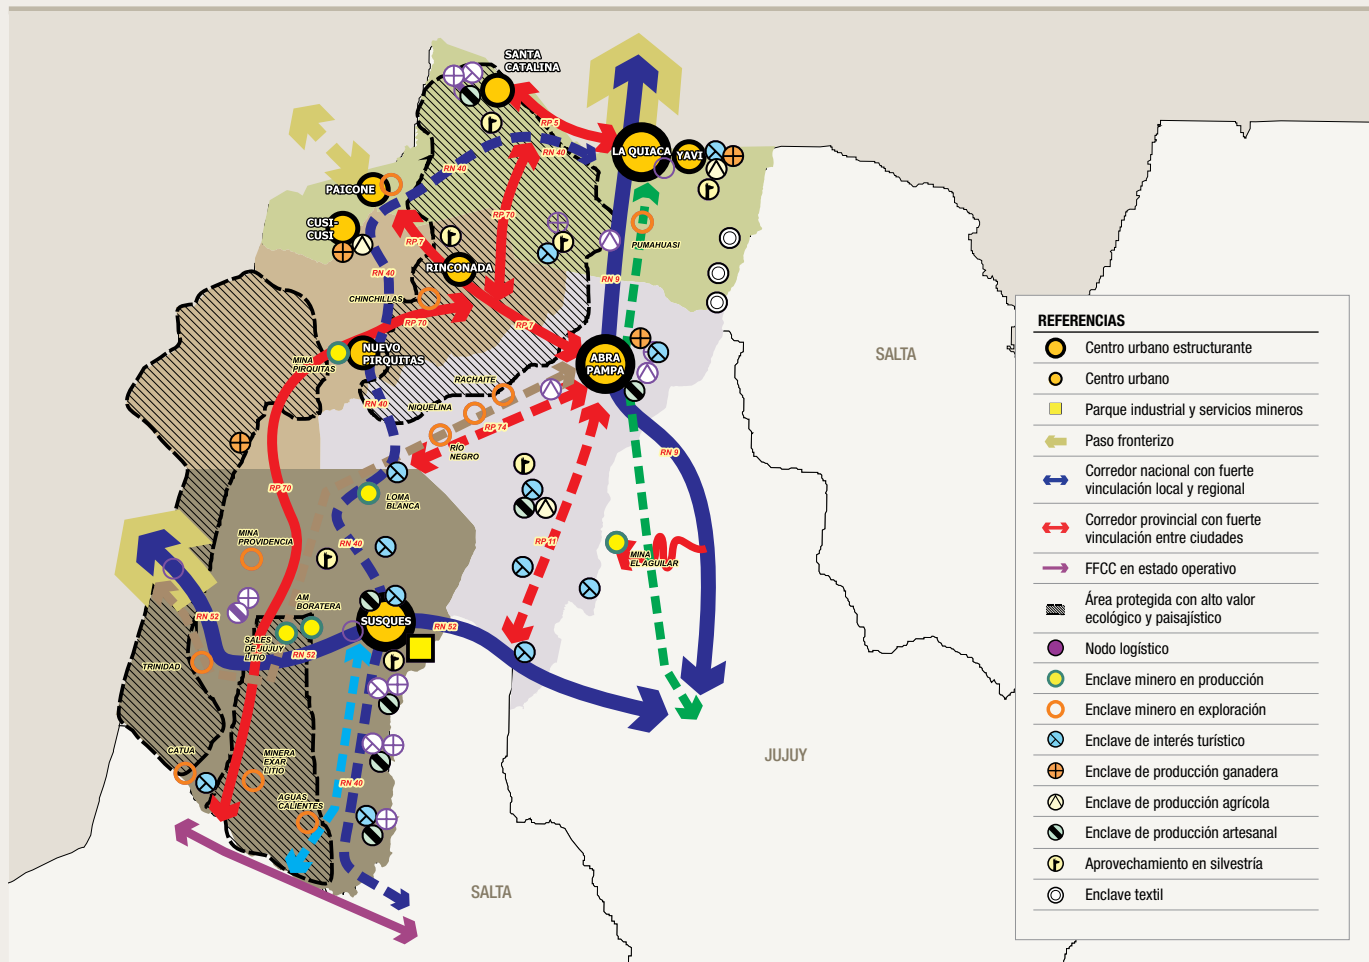 SANTA
CATALINA
RP 5
LA QUIACA
YAVI
RN 40
RN 40
PAICONE
CUSI-
CUSI
RP 70
RP 7
PUMAHUASI
RINCONADA
RN 40
RN 9
CHINCHILLAS
RP 70
RP 7
NUEVO
PIRQUITAS
MINA
PIRQUITAS
ABRA
PAMPA
RACHAITE
NIQUELINA
RN 40
RP 74
RÍO
NEGRO
RN 9
RP 70
LOMA
BLANCA
MINA
PROVIDENCIA
RN 40
RP 11
MINA
EL AGUILAR
AM
BORATERA
SUSQUES
RN 52
RN 52
SALES
DE JUJUY
LITIO
RN 52
TRINIDAD
CATUA
MINERA
EXAR
LITIO
AGUAS
CALIENTES
RN 40
SALTA
JUJUY
SALTA
REFERENCIAS
Centro urbano estructurante
Centro urbano
Parque industrial y servicios mineros
Paso fronterizo
Corredor nacional con fuerte
vinculación local y regional
Corredor provincial con fuerte
vinculación entre ciudades
FFCC en estado operativo
Área protegida con alto valor
ecológico y paisajístico
Nodo logístico
Enclave minero en producción
Enclave minero en exploración
Enclave de interés turístico
Enclave de producción ganadera
Enclave de producción agrícola
Enclave de producción artesanal
Aprovechamiento en silvestría
Enclave textil